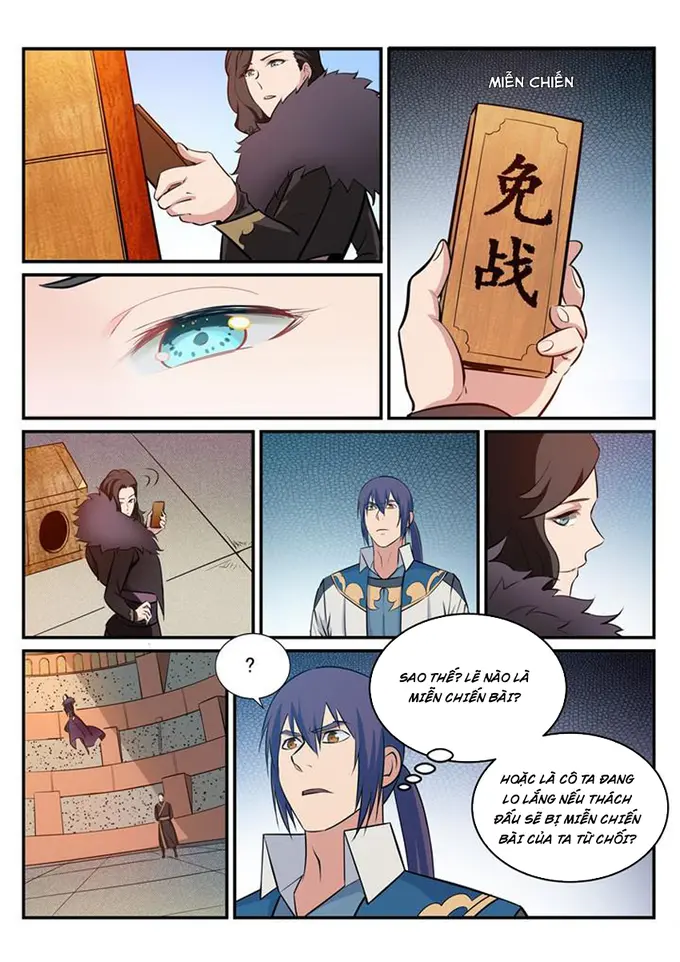 MIỄN CHIẾN
免
战
?
SAO THẾ? LẼ NÀO LÀ
MIỄN CHIẾN BÀI?
HOẶC LÀ CÔ TA ĐANG
LO LẮNG NẾU THÁCH
ĐẤU SẼ BỊ MIỄN CHIẾN
BÀI CỦA TA TỪ CHỐI?